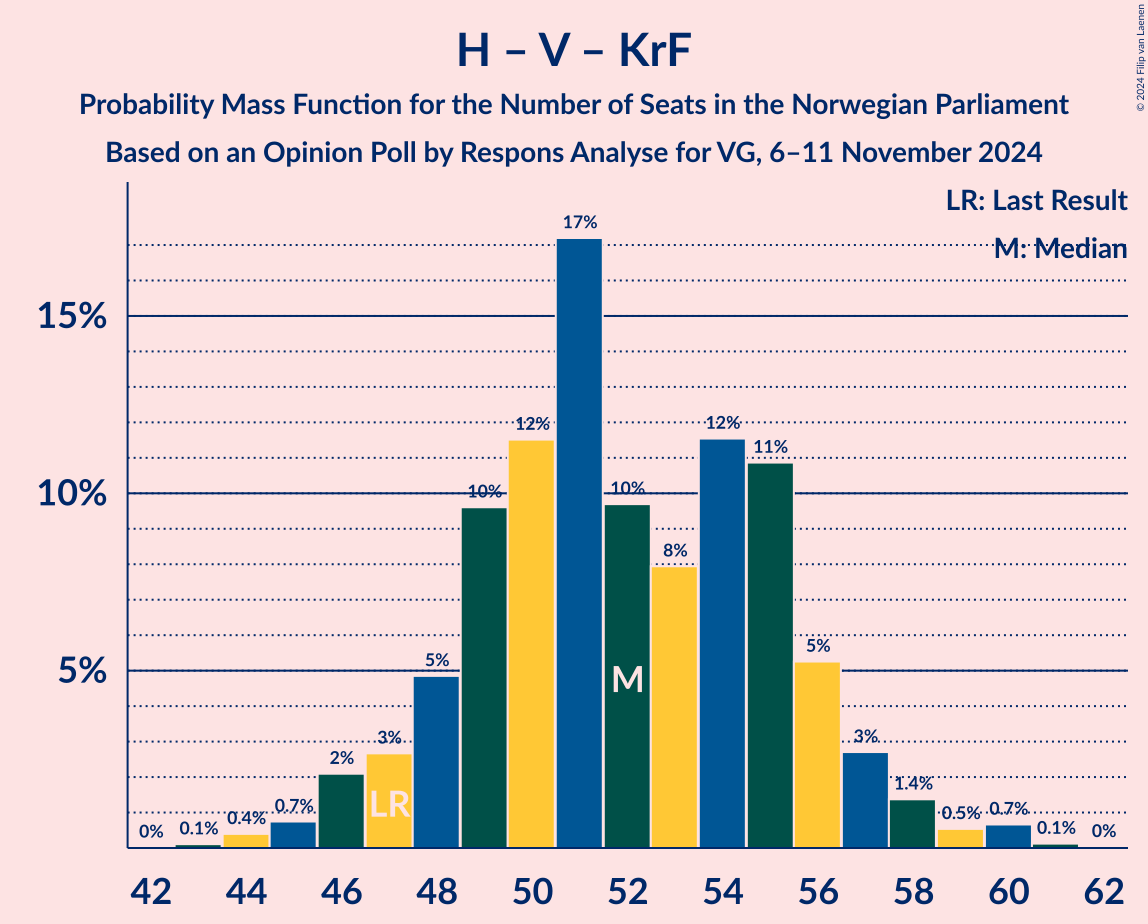 H – V – KrF
Probability Mass Function for the Number of Seats in the Norwegian Parliament
Based on an Opinion Poll by Respons Analyse for VG, 6–11 November 2024
© 2024 Filip van Laenen
LR: Last Result
M: Median
15%
10%
5%
0%
0.1%
0.4%
0.7%
2%
3%
5%
10%
12%
17%
10%
8%
12%
11%
5%
3%
1.4%
0.5%
0.7%
0.1%
0%
LR
M
42 44 46 48 50 52 54 56 58 60 62